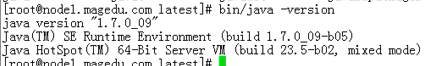 [root@node1.magedu.com latest]# bin/java -version
java version "1.7.0_09"
Java(TM) SE Runtime Environment (build 1.7.0_09-b05)
Java HotSpot(TM) 64-Bit Server VM (build 23.5-b02, mixed mode)
[root@node1.magedu.com latest]#